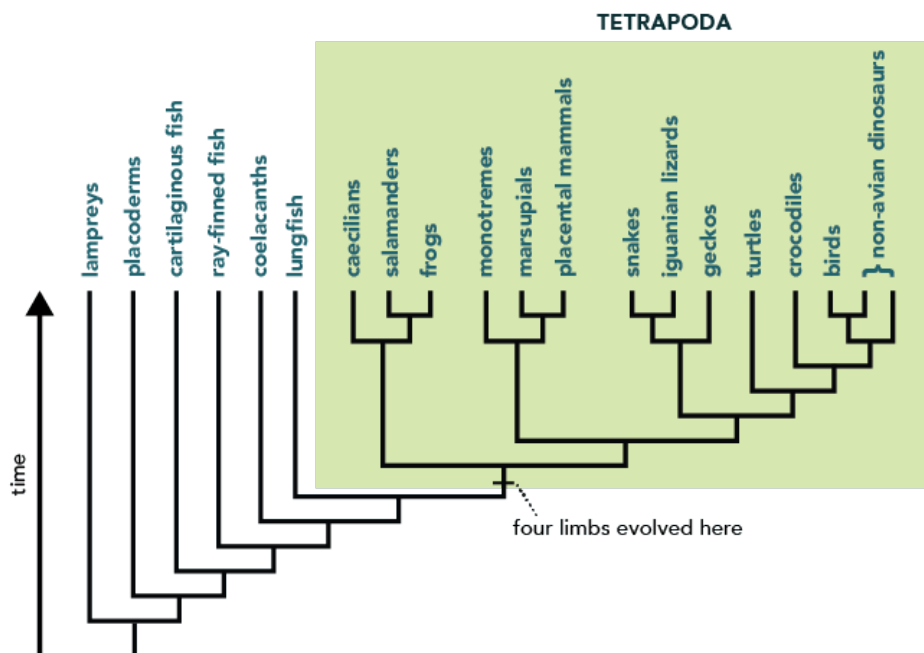 TETRAPODA
lampreys
placoderms
cartilaginous fish
ray-finned fish
coelacanths
lungfish
caecilians
salamanders
frogs
monotremes
marsupials
placental mammals
snakes
iguanian lizards
geckos
turtles
crocodiles
birds
} non-avian dinosaurs
time
four limbs evolved here